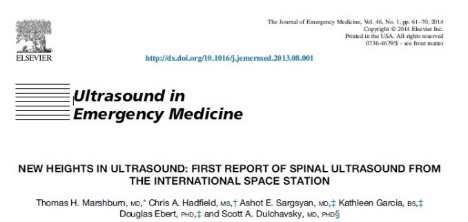 The Journal of Emergency Medicine, Vol. 46, No. 1, pp. 61–70, 2014
Copyright © 2014 Elsevier Inc.
Printed in the USA. All rights reserved
0736-4679/$ - see front matter
ELSEVIER
http://dx.doi.org/10.1016/j.jemermed.2013.08.001
Ultrasound in
Emergency Medicine
NEW HEIGHTS IN ULTRASOUND: FIRST REPORT OF SPINAL ULTRASOUND FROM
THE INTERNATIONAL SPACE STATION
Thomas H. Marshburn, MD,* Chris A. Hadfield, MS,† Ashot E. Sargsyan, MD,‡ Kathleen Garcia, BS,‡
Douglas Ebert, PHD,‡ and Scott A. Dulchavsky, MD, PHD§